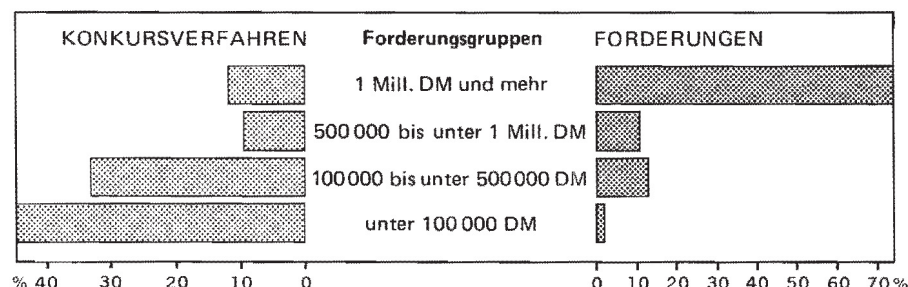 KONKURSVERFAHREN Forderungsgruppen FORDERUNGEN
1 Mill. DM und mehr
500 000 bis unter 1 Mill. DM
100 000 bis unter 500 000 DM
unter 100 000 DM
% 40 30 20 10 0 0 10 20 30 40 50 60 70 %